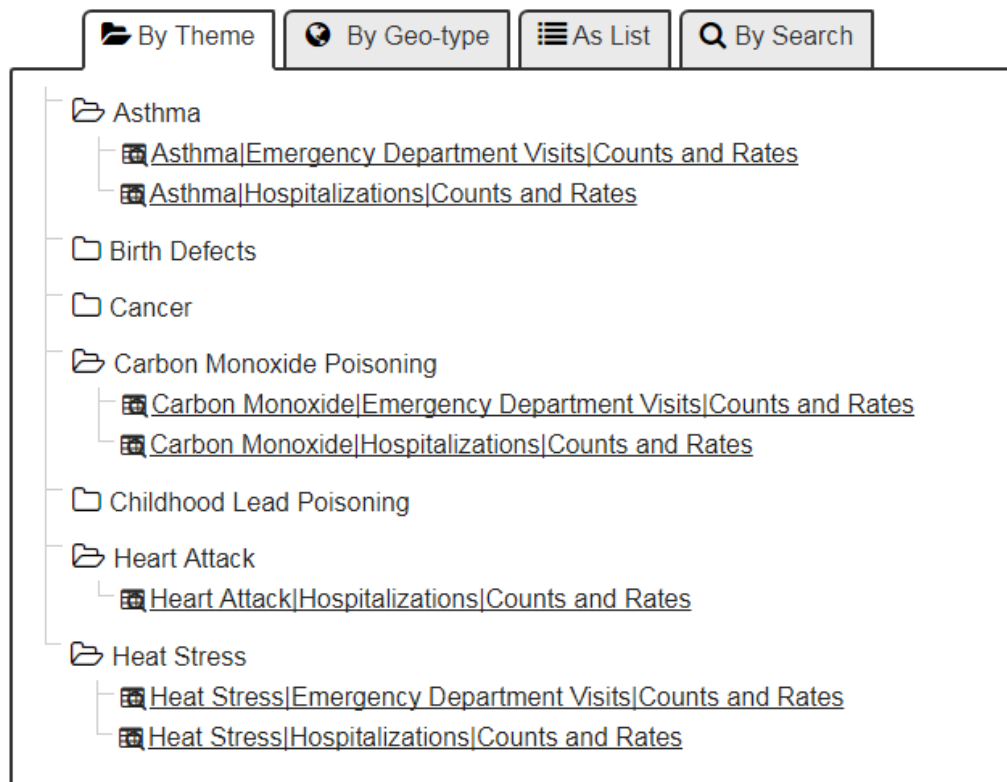 By Theme By Geo-type As List By Search
Asthma
Asthma|Emergency Department Visits|Counts and Rates
Asthma|Hospitalizations|Counts and Rates
Birth Defects
Cancer
Carbon Monoxide Poisoning
Carbon Monoxide|Emergency Department Visits|Counts and Rates
Carbon Monoxide|Hospitalizations|Counts and Rates
Childhood Lead Poisoning
Heart Attack
Heart Attack|Hospitalizations|Counts and Rates
Heat Stress
Heat Stress|Emergency Department Visits|Counts and Rates
Heat Stress|Hospitalizations|Counts and Rates